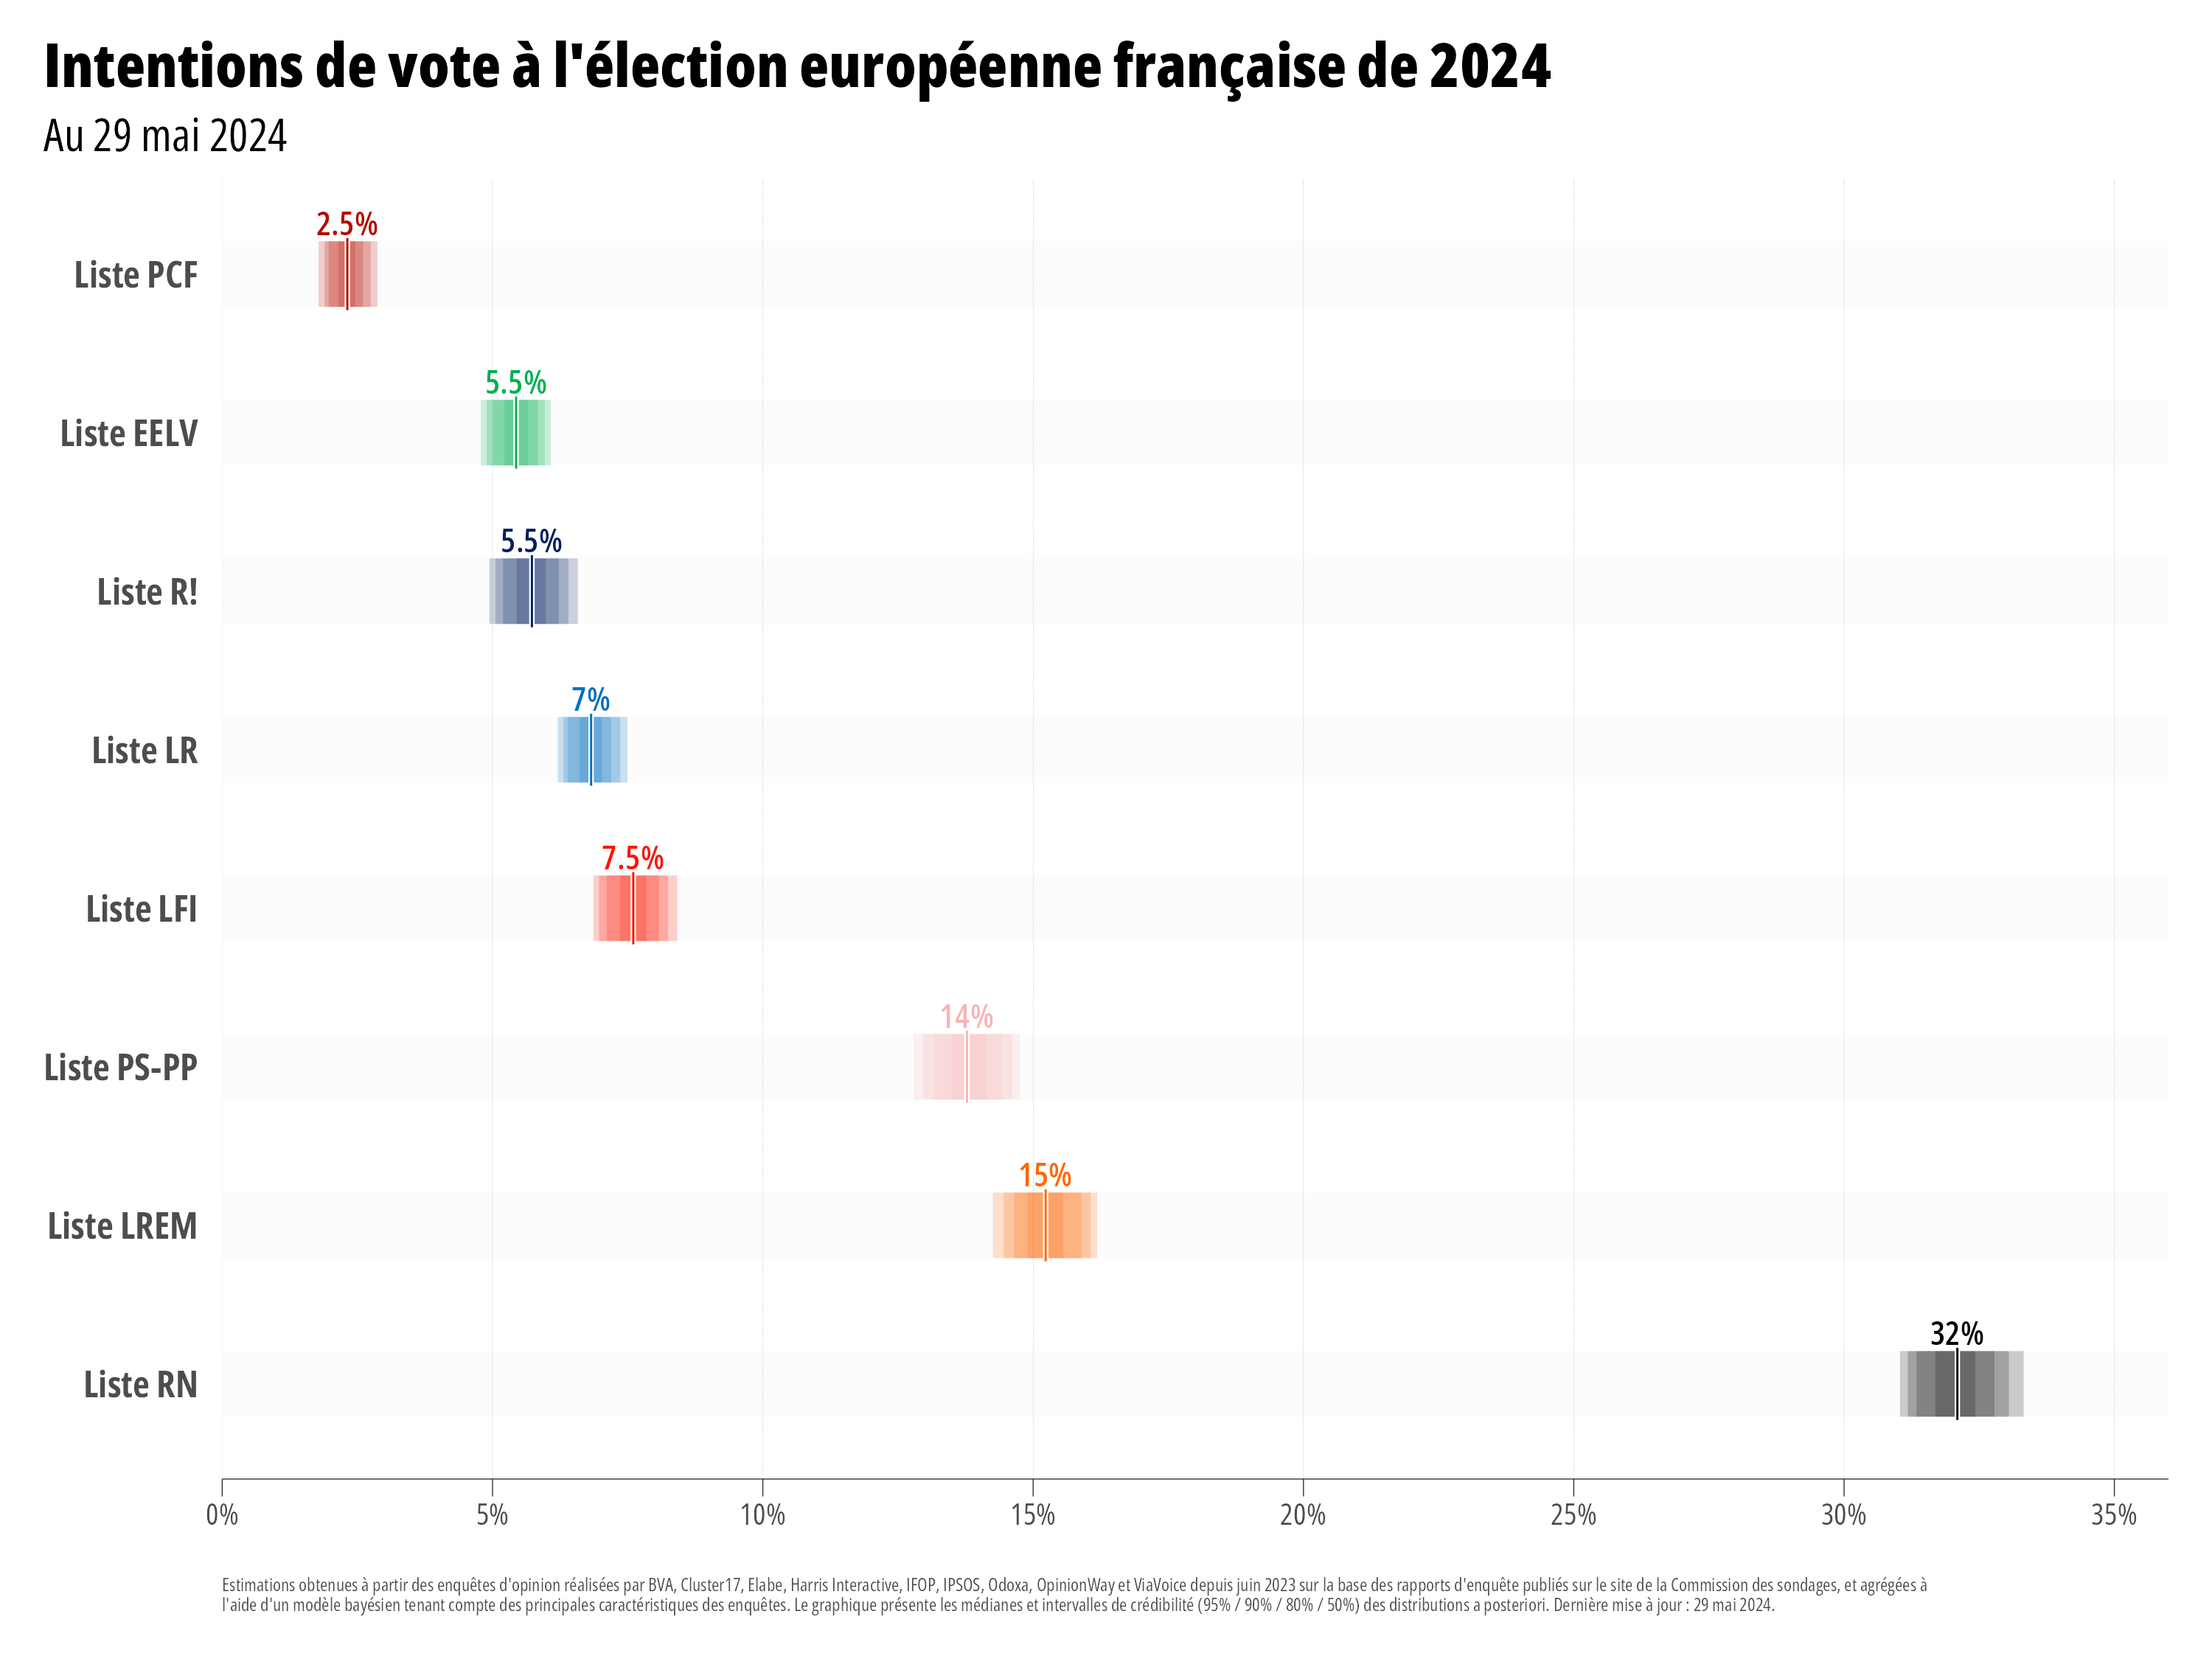 Intentions de vote à l'élection européenne française de 2024
Au 29 mai 2024
2.5%
Liste PCF
5.5%
Liste EELV
5.5%
Liste R!
7%
Liste LR
7.5%
Liste LFI
14%
Liste PS-PP
15%
Liste LREM
32%
Liste RN
0% 5% 10% 15% 20% 25% 30% 35%
Estimations obtenues à partir des enquêtes d'opinion réalisées par BVA, Cluster17, Elabe, Harris Interactive, IFOP, IPSOS, Odoxa, OpinionWay et ViaVoice depuis juin 2023 sur la base des rapports d'enquête publiés sur le site de la Commission des sondages, et agrégées à
l'aide d'un modèle bayésien tenant compte des principales caractéristiques des enquêtes. Le graphique présente les médianes et intervalles de crédibilité (95% / 90% / 80% / 50%) des distributions a posteriori. Dernière mise à jour : 29 mai 2024.